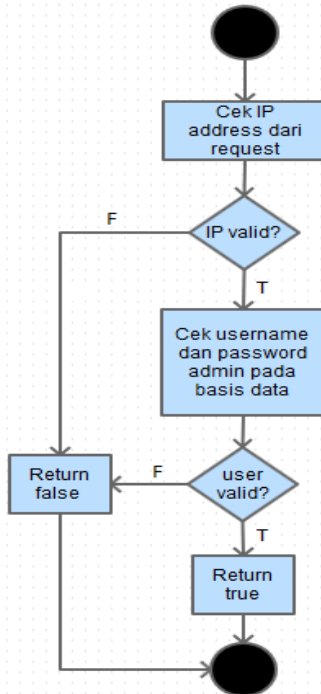 Cek IP
address dari
request
F
IP valid?
T
Cek username
dan password
admin pada
basis data
Return
false
F
user
valid?
T
Return
true